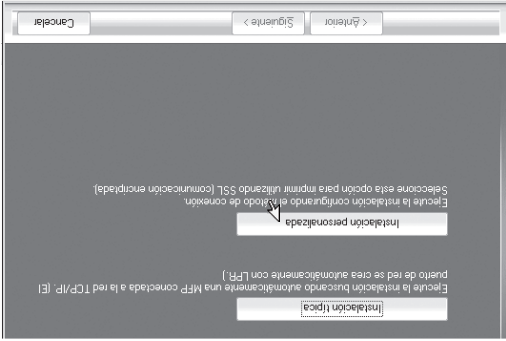 Instalación típica
Ejecute la instalación buscando automáticamente una MFP conectada a la red TCP/IP. (El
puerto de red se crea automáticamente con LPR.)
Instalación personalizada
Ejecute la instalación configurando el método de conexión.
Seleccione esta opción para imprimir utilizando SSL (comunicación encriptada).
< Anterior
Siguiente >
Cancelar